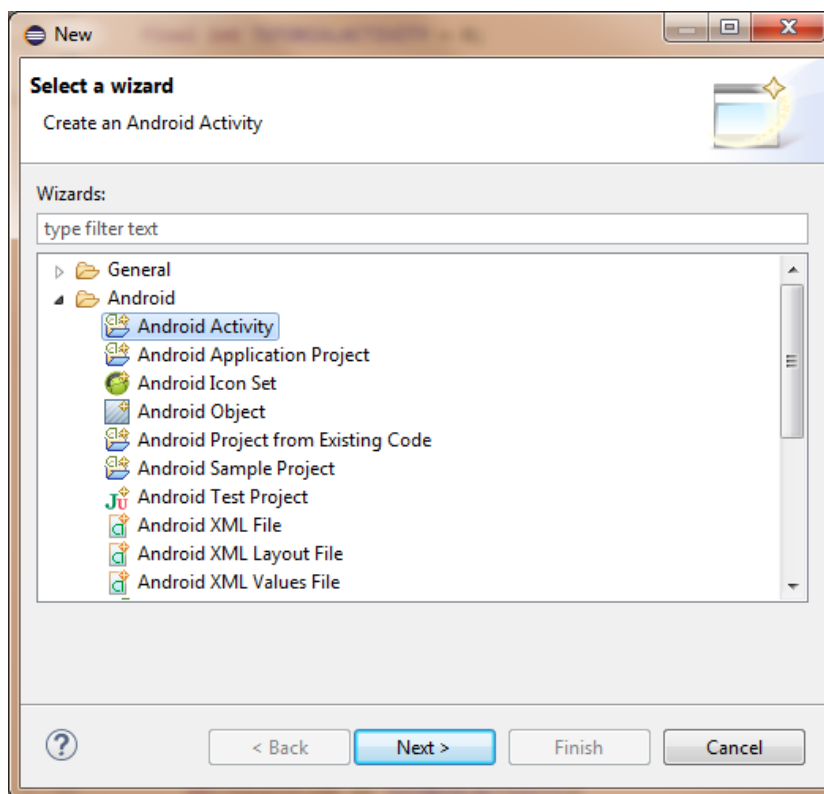 New
Select a wizard
Create an Android Activity
Wizards:
type filter text
General
Android
Android Activity
Android Application Project
Android Icon Set
Android Object
Android Project from Existing Code
Android Sample Project
Android Test Project
Android XML File
Android XML Layout File
Android XML Values File
< Back Next > Finish Cancel